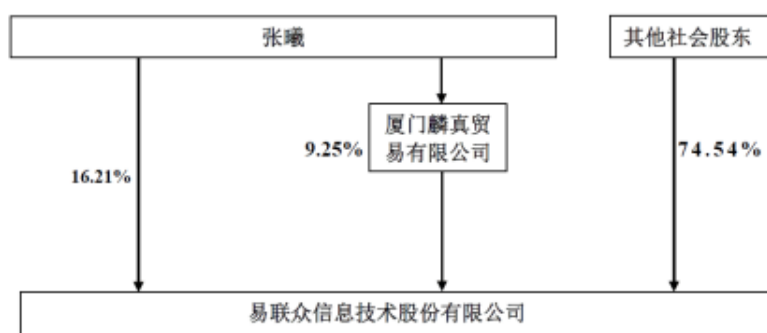 张曦
其他社会股东
厦门麟真贸
易有限公司
9.25%
74.54%
16.21%
易联众信息技术股份有限公司